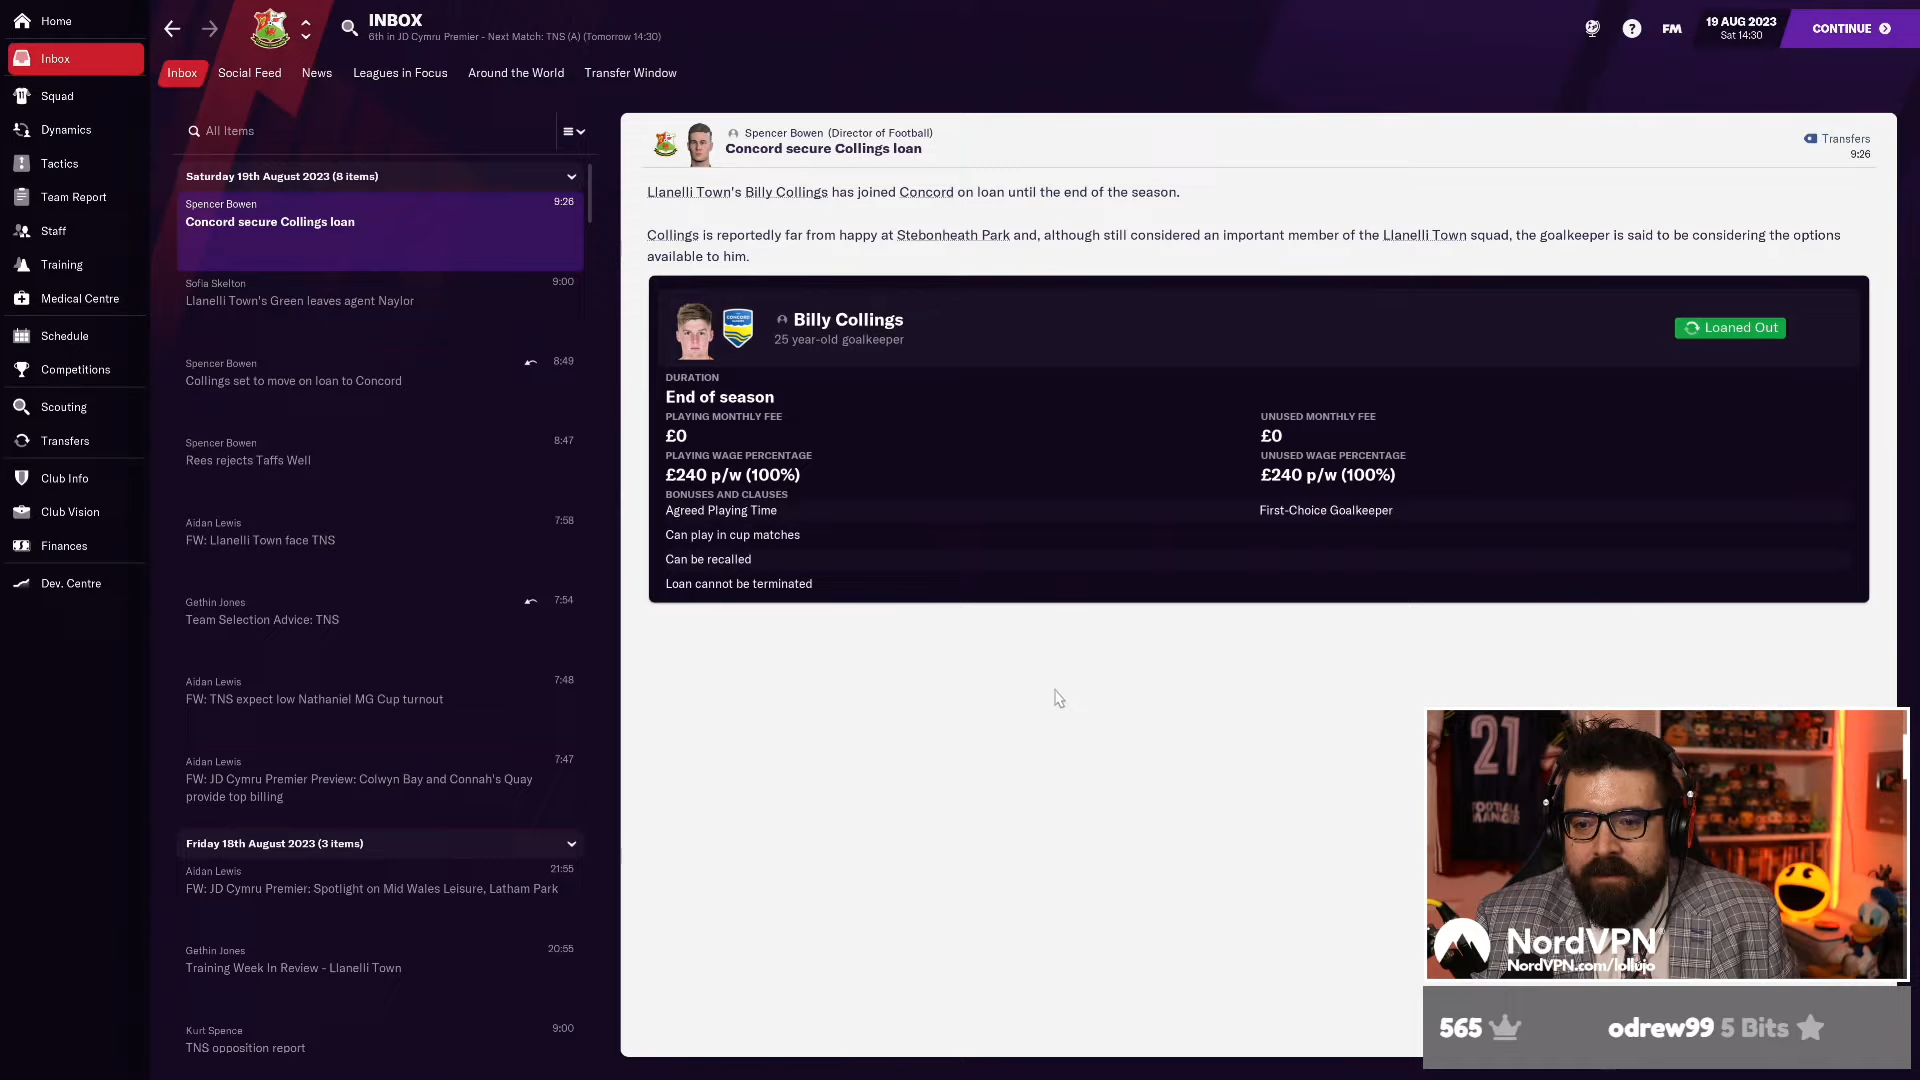 Home
Inbox
Squad
Dynamics
Tactics
Team Report
Staff
Training
Medical Centre
Schedule
Competitions
Scouting
Transfers
Club Info
Club Vision
Finances
Dev. Centre
INBOX
6th in JD Cymru Premier - Next Match: TNS (A) (Tomorrow 14:30)
?
FM
19 AUG 2023
Sat 14:30
CONTINUE
Inbox
Social Feed
News
Leagues in Focus
Around the World
Transfer Window
All Items
Saturday 19th August 2023 (8 items)
Spencer Bowen
9:26
Concord secure Collings loan
Sofia Skelton
9:00
Llanelli Town's Green leaves agent Naylor
Spencer Bowen
8:49
Collings set to move on loan to Concord
Spencer Bowen
8:47
Rees rejects Taffs Well
Aidan Lewis
7:58
FW: Llanelli Town face TNS
Gethin Jones
7:54
Team Selection Advice: TNS
Aidan Lewis
7:48
FW: TNS expect low Nathaniel MG Cup turnout
Aidan Lewis
7:47
FW: JD Cymru Premier Preview: Colwyn Bay and Connah's Quay
provide top billing
Friday 18th August 2023 (3 items)
Aidan Lewis
21:55
FW: JD Cymru Premier: Spotlight on Mid Wales Leisure, Latham Park
Gethin Jones
20:55
Training Week In Review - Llanelli Town
Kurt Spence
9:00
TNS opposition report
Spencer Bowen (Director of Football)
Concord secure Collings loan
Transfers
9:26
Llanelli Town's Billy Collings has joined Concord on loan until the end of the season.
Collings is reportedly far from happy at Stebonheath Park and, although still considered an important member of the Llanelli Town squad, the goalkeeper is said to be considering the options
available to him.
CONCORD
Billy Collings
25 year-old goalkeeper
Loaned Out
DURATION
End of season
PLAYING MONTHLY FEE
£0
UNUSED MONTHLY FEE
£0
PLAYING WAGE PERCENTAGE
£240 p/w (100%)
UNUSED WAGE PERCENTAGE
£240 p/w (100%)
BONUSES AND CLAUSES
Agreed Playing Time
First-Choice Goalkeeper
Can play in cup matches
Can be recalled
Loan cannot be terminated
21
FOOTBALL
MANAGER
NordVPN
NordVPN.com/lollujo
565
odrew99 5 Bits